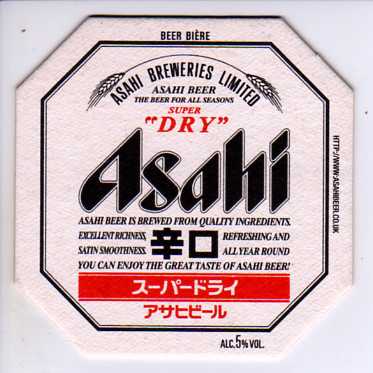 BEER BIÈRE
ASAHI BREWERIES LIMITED
ASAHI BEER
THE BEER FOR ALL SEASONS
SUPER
"DRY"
Asahi
ASAHI BEER IS BREWED FROM QUALITY INGREDIENTS.
EXCELLENT RICHNESS, 辛口 REFRESHING AND
SATIN SMOOTHNESS. ALL YEAR ROUND
YOU CAN ENJOY THE GREAT TASTE OF ASAHI BEER!
スーパードライ
アサヒビール
ALC.5% VOL.
HTTP://WWW.ASAHIBEER.CO.UK